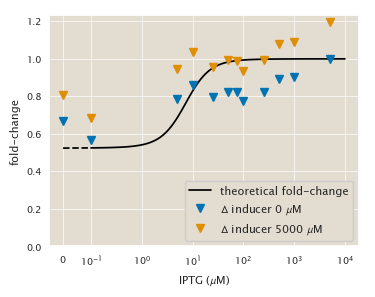 fold-change
1.2
1.0
0.8
0.6
0.4
0.2
0.0
theoretical fold-change
Δ inducer 0 μM
Δ inducer 5000 μM
0 10⁻¹ 10⁰ 10¹ 10² 10³ 10⁴
IPTG (μM)